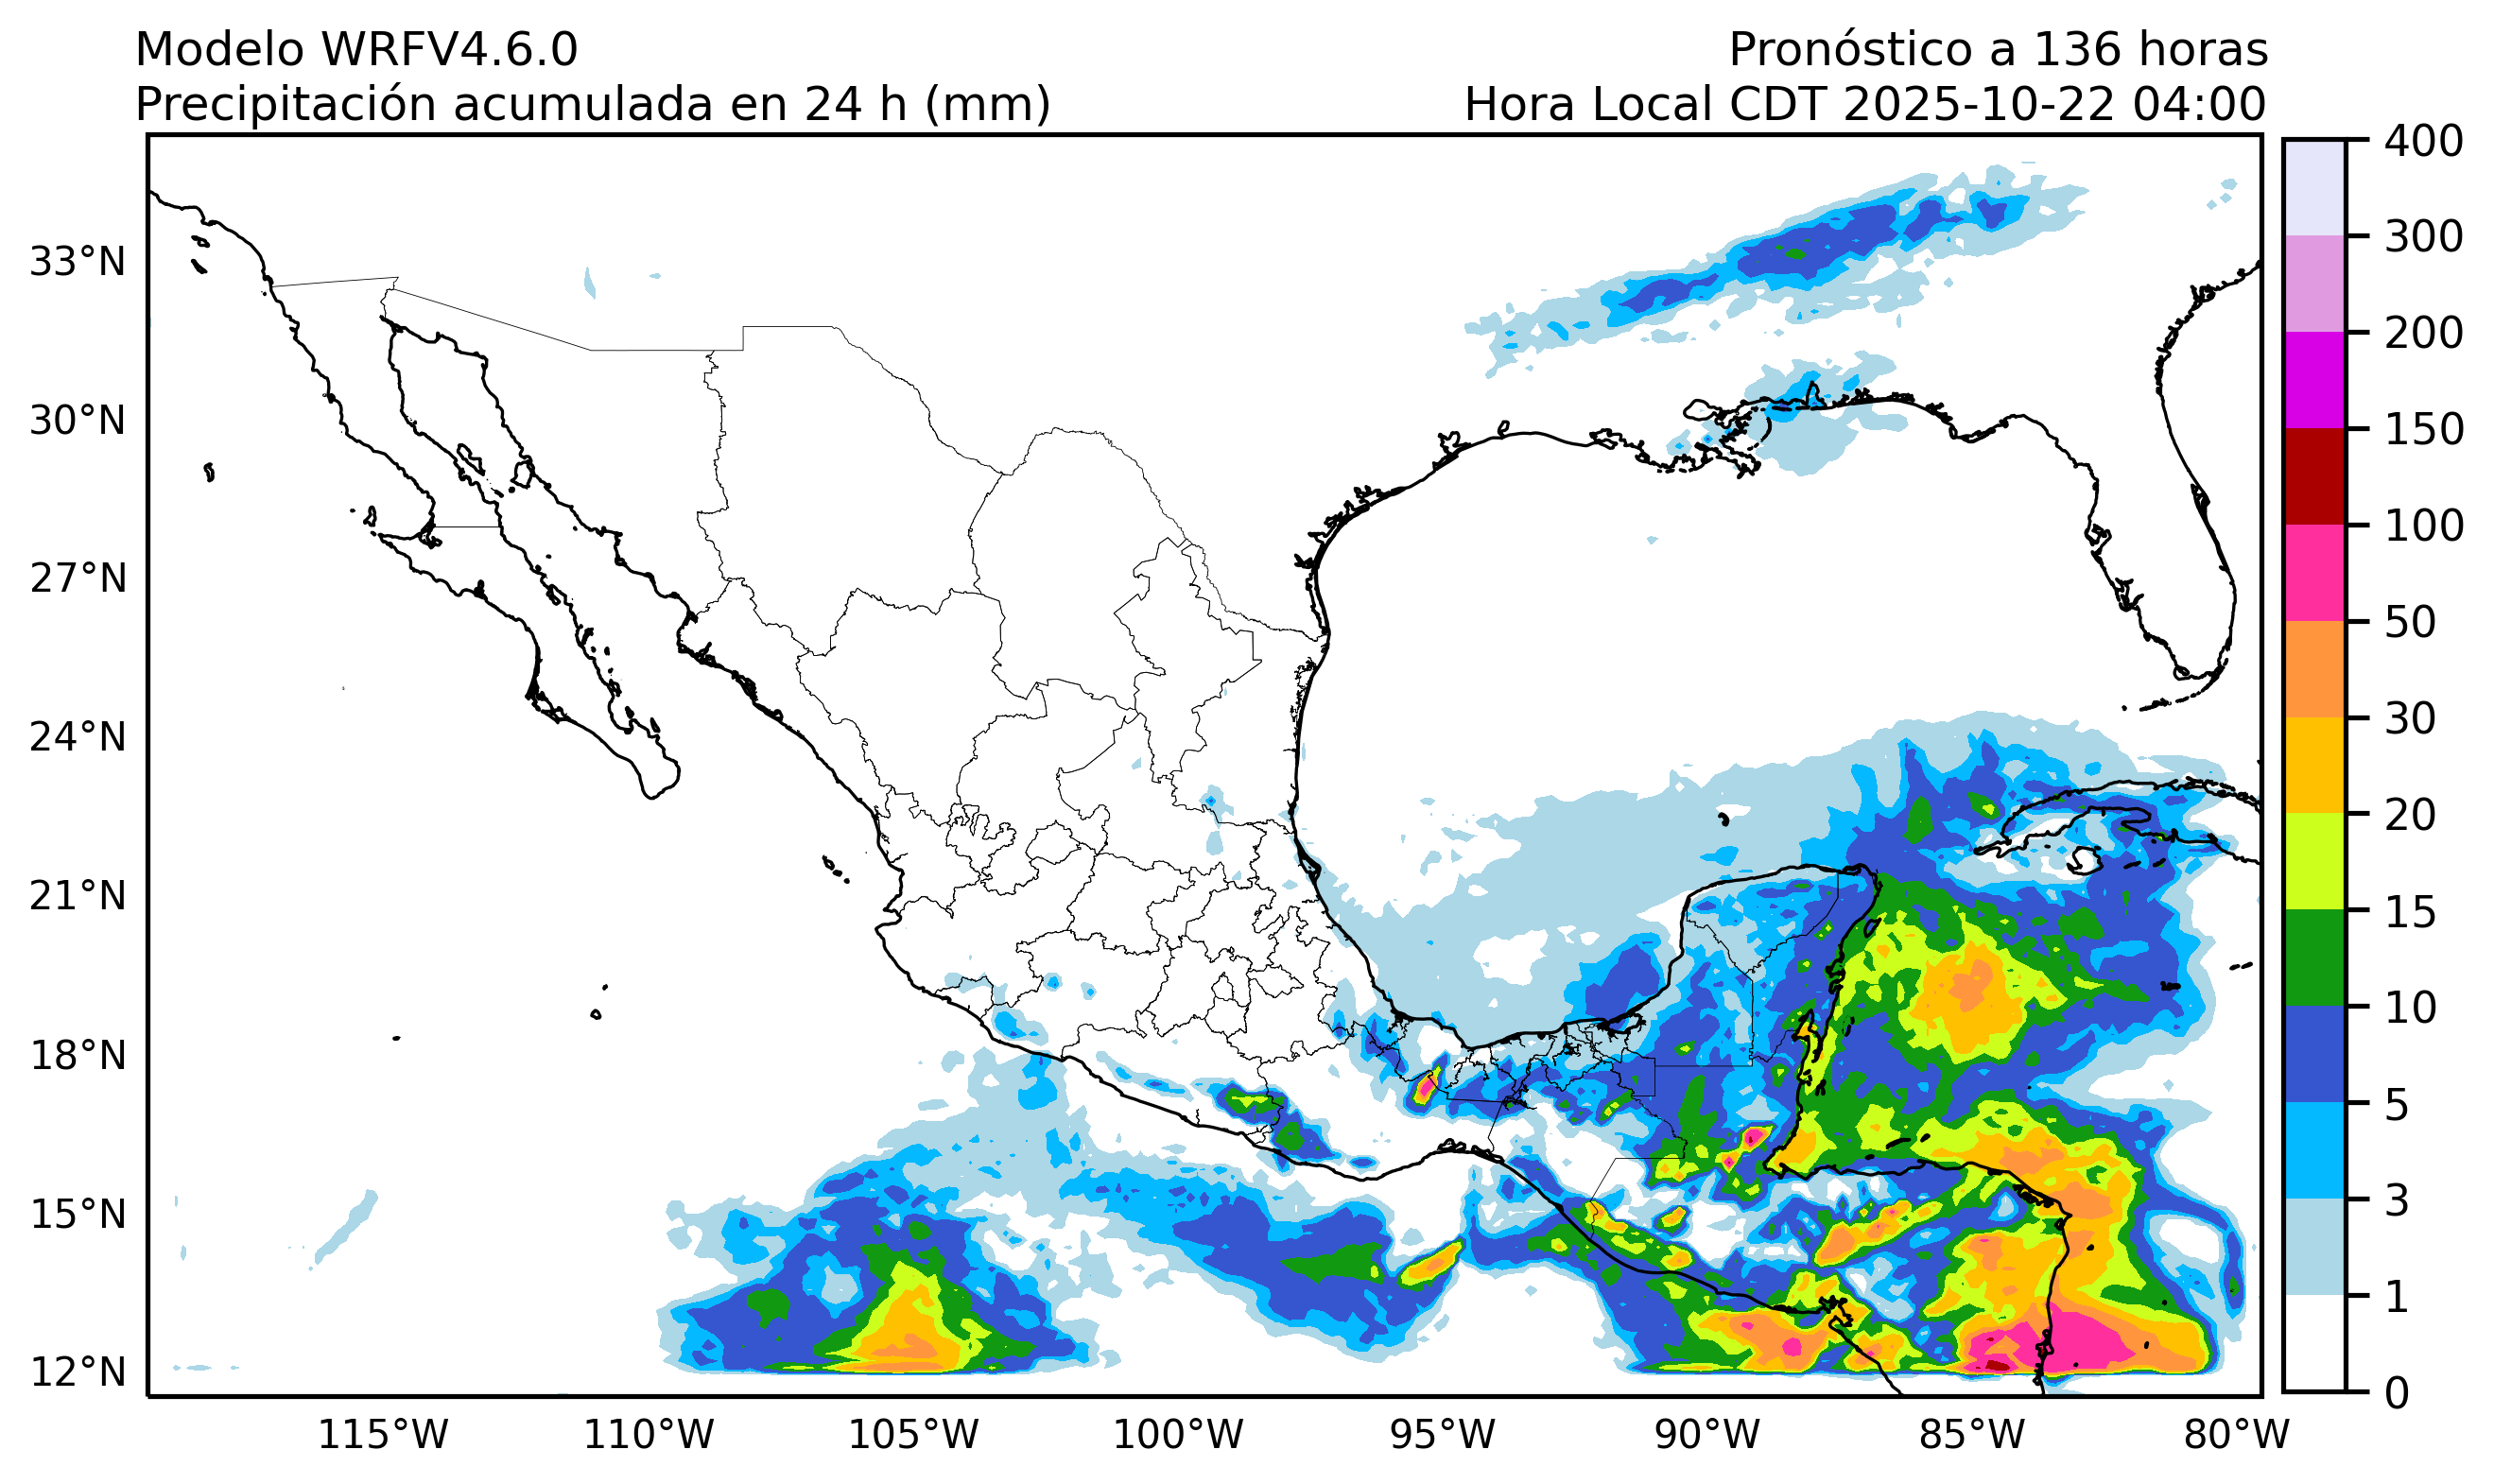 Modelo WRFV4.6.0
Pronóstico a 136 horas
Precipitación acumulada en 24 h (mm)
Hora Local CDT 2025-10-22 04:00
33°N
30°N
27°N
24°N
21°N
18°N
15°N
12°N
115°W
110°W
105°W
100°W
95°W
90°W
85°W
80°W
400
300
200
150
100
50
30
20
15
10
5
3
1
0